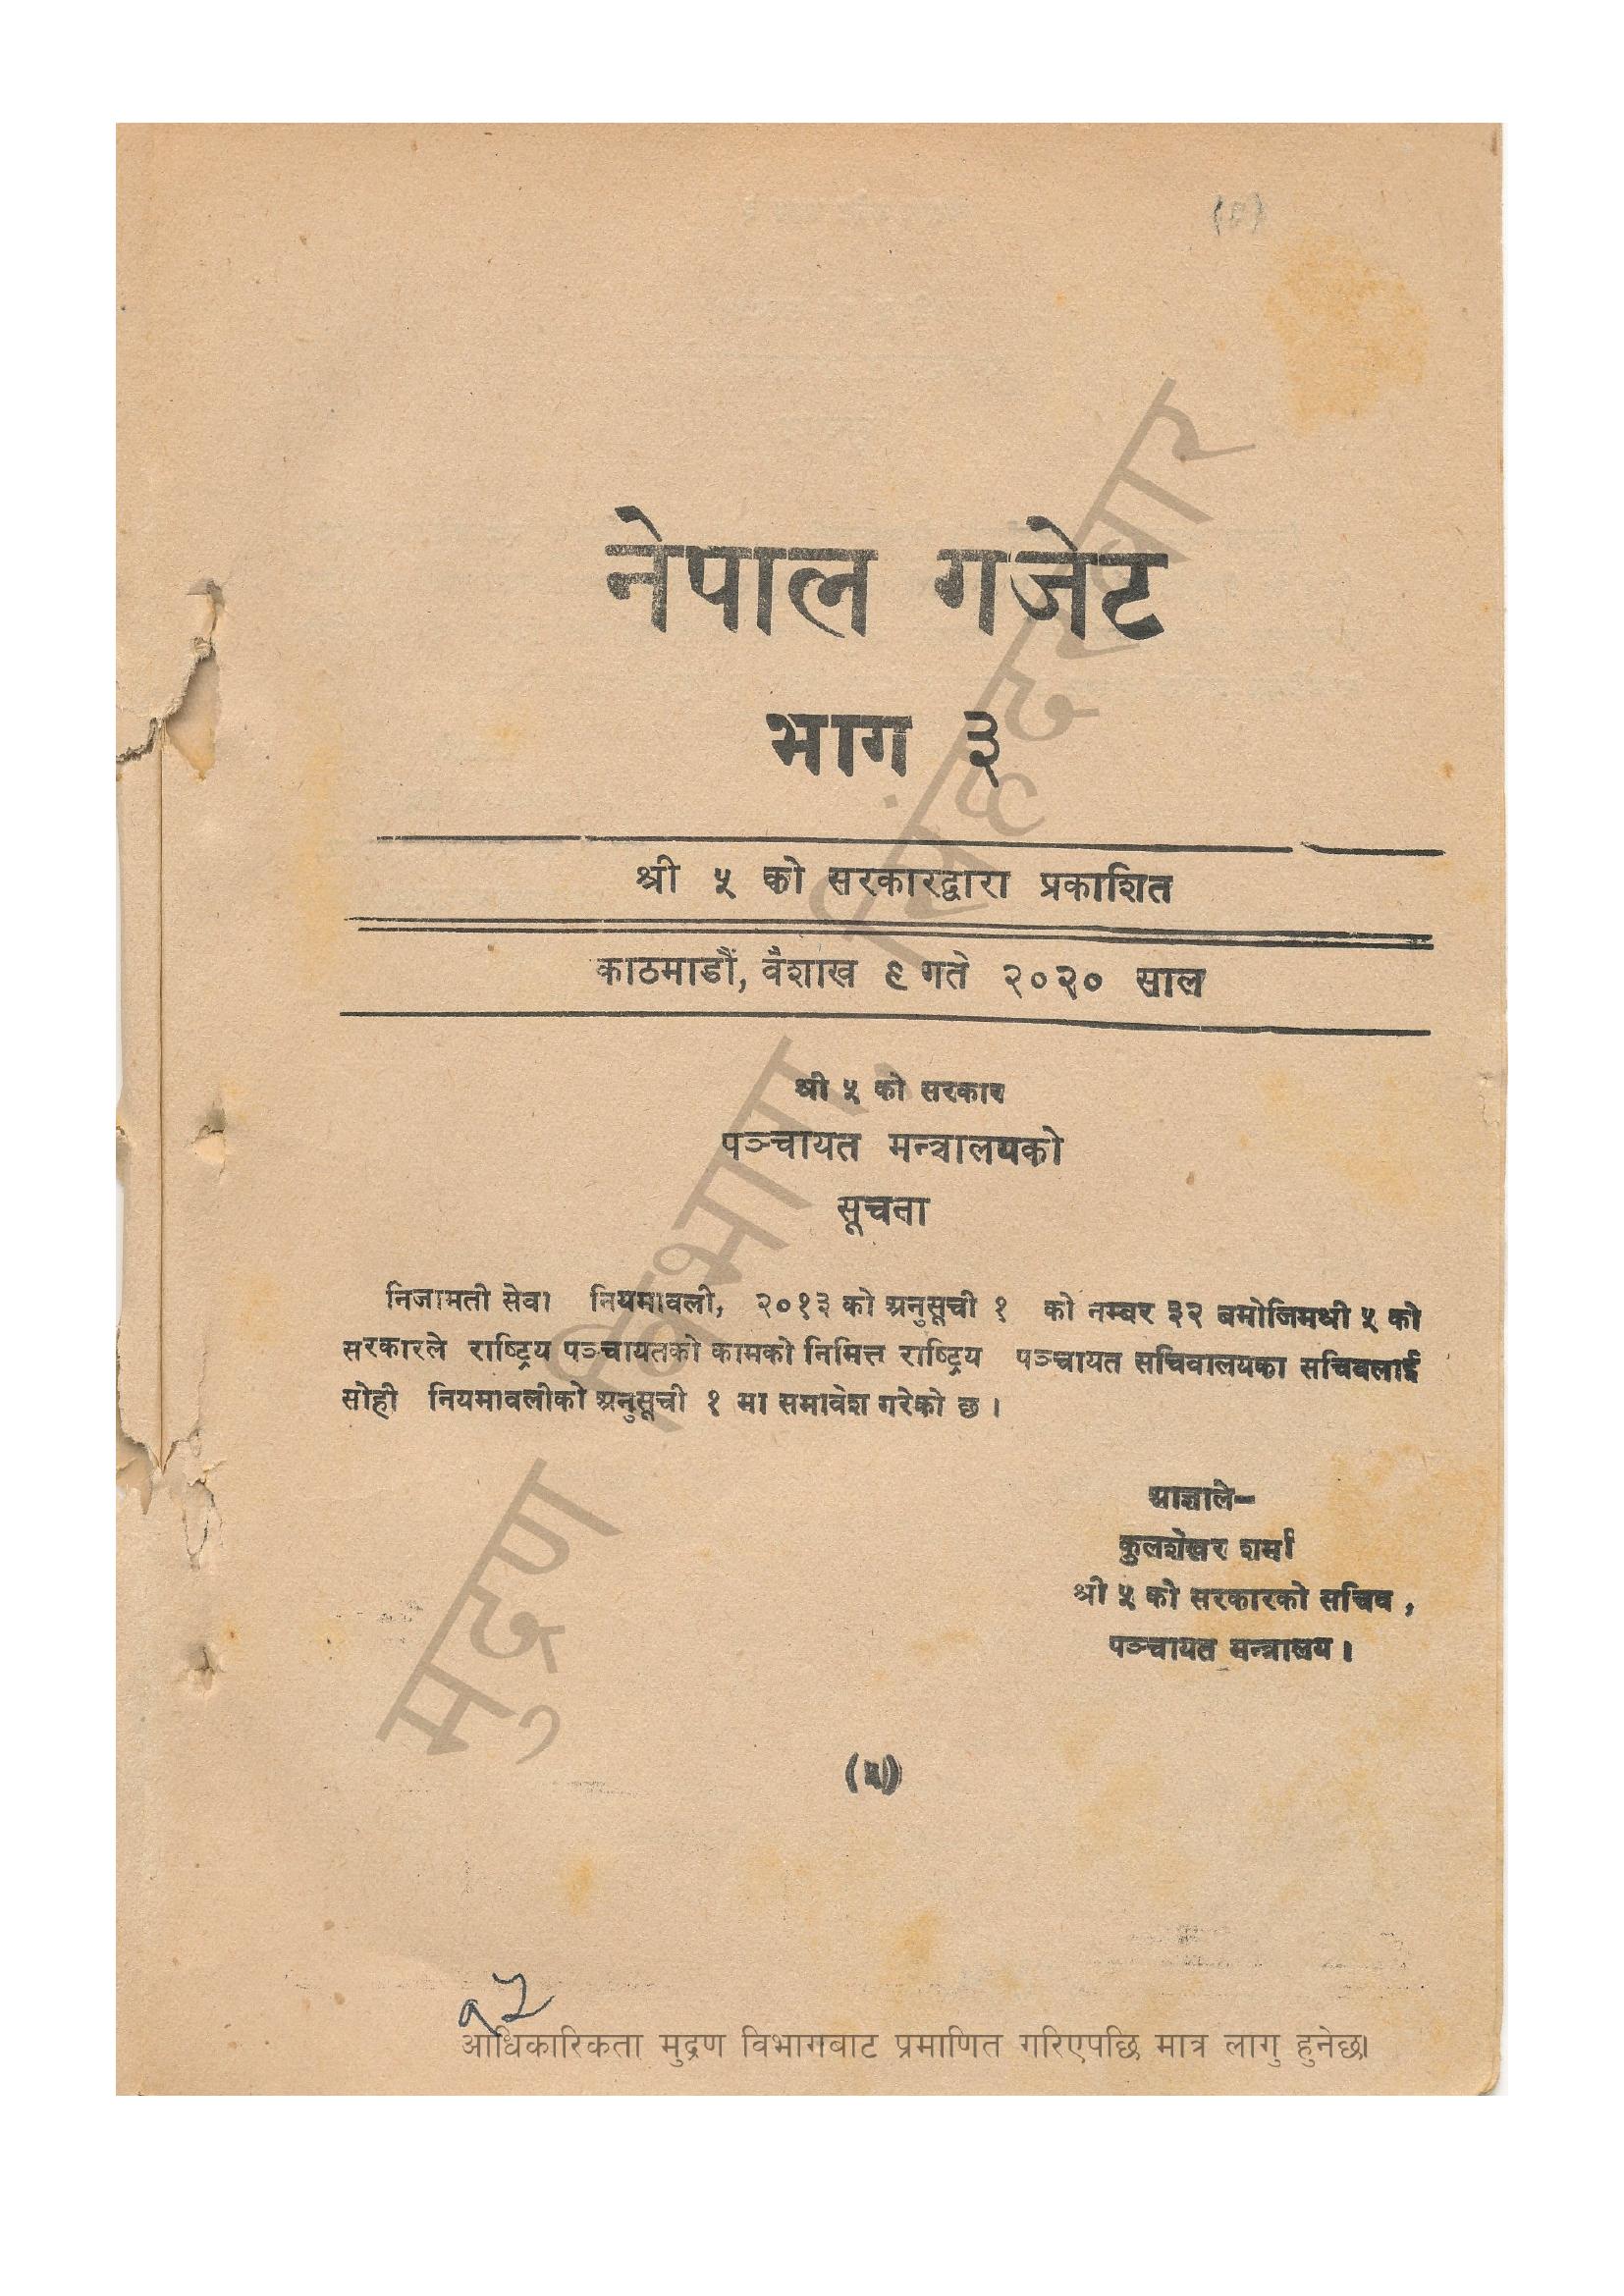 नेपाल गजेट
भाग ३
श्री ५ को सरकारद्वारा प्रकाशित
काठमाडौं, वैशाख ९ गते २०२० साल
श्री ५ को सरकार
पञ्चायत मन्त्रालयको
सूचना
निजामती सेवा नियमावली, २०१३ को अनुसूची १ को नम्बर ३२ बमोजिमश्री ५ को
सरकारले राष्ट्रिय पञ्चायतको कामको निमित्त राष्ट्रिय पञ्चायत सचिवालयका सचिवलाई
सोही नियमावलीको अनुसूची १ मा समावेश गरेको छ ।
आज्ञाले–
कुलशेखर शर्मा
श्री ५ को सरकारको सचिव ,
पञ्चायत मन्त्रालय ।
मुद्रण विभाग, सिंहदरवार
आधिकारिकता मुद्रण विभागबाट प्रमाणित गरिएपछि मात्र लागु हुनेछ।